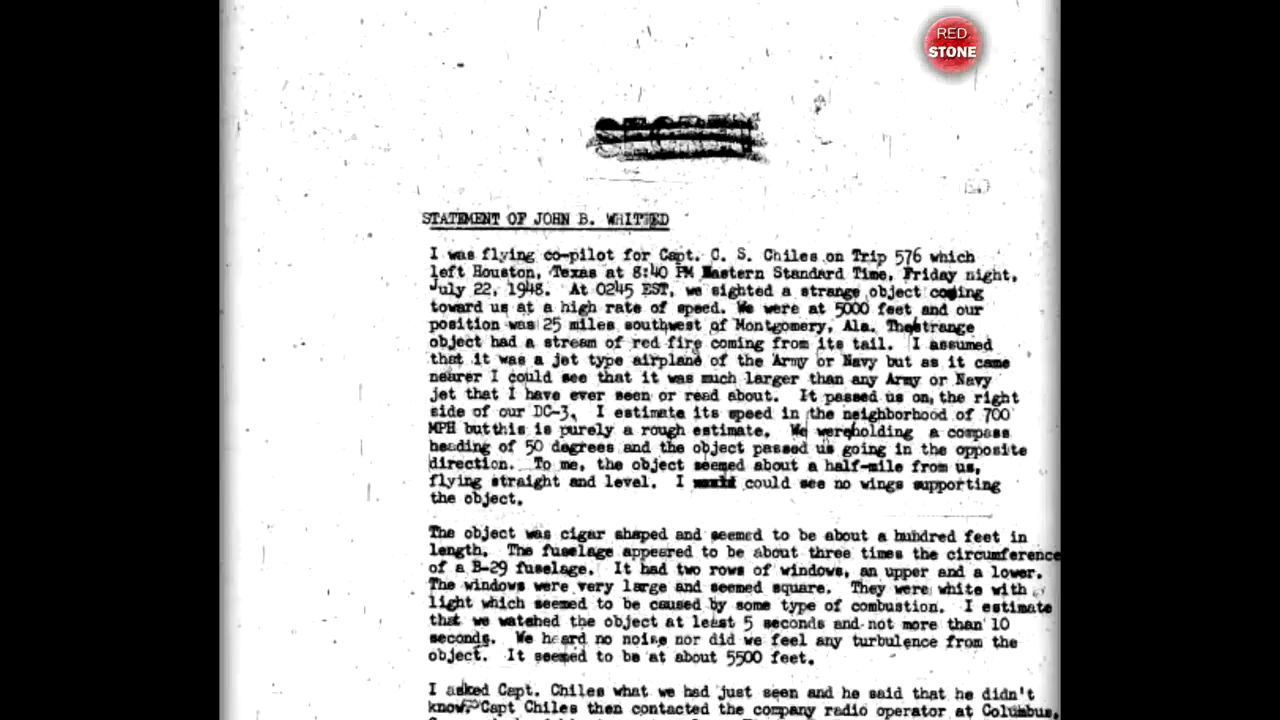 RED
STONE
SECRET
STATEMENT OF JOHN B. WHITTED
I was flying co-pilot for Capt. C. S. Chiles on Trip 576 which
left Houston, Texas at 8:40 PM Eastern Standard Time, Friday night,
July 22, 1948. At 0245 EST, we sighted a strange object coming
toward us at a high rate of speed. We were at 5000 feet and our
position was 25 miles southwest of Montgomery, Ala. The strange
object had a stream of red fire coming from its tail. I assumed
that it was a jet type airplane of the Army or Navy but as it came
nearer I could see that it was much larger than any Army or Navy
jet that I have ever seen or read about. It passed us on the right
side of our DC-3. I estimate its speed in the neighborhood of 700
MPH but this is purely a rough estimate. We were holding a compass
heading of 50 degrees and the object passed us going in the opposite
direction. To me, the object seemed about a half-mile from us,
flying straight and level. I could see no wings supporting
the object.
The object was cigar shaped and seemed to be about a hundred feet in
length. The fuselage appeared to be about three times the circumference
of a B-29 fuselage. It had two rows of windows, an upper and a lower.
The windows were very large and seemed square. They were white with
light which seemed to be caused by some type of combustion. I estimate
that we watched the object at least 5 seconds and not more than 10
seconds. We heard no noise nor did we feel any turbulence from the
object. It seemed to be at about 5500 feet.
I asked Capt. Chiles what we had just seen and he said that he didn't
know. Capt Chiles then contacted the company radio operator at Columbus,